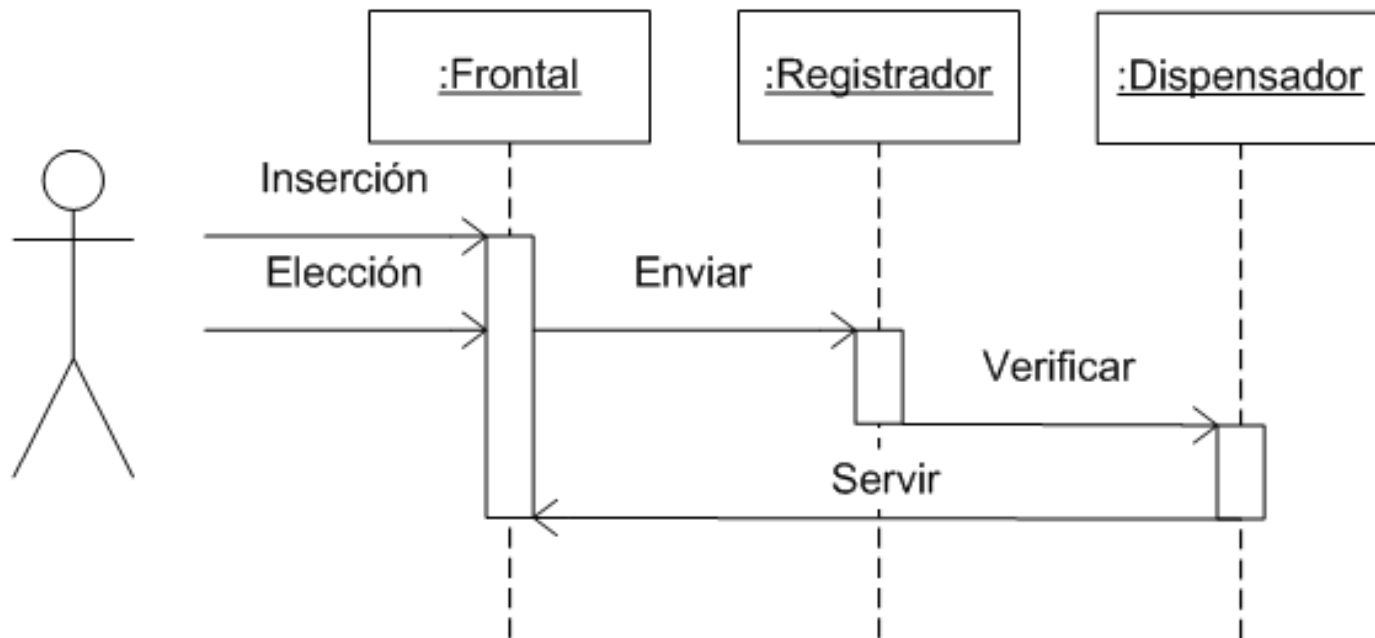 :Frontal
:Registrador
:Dispensador
Inserción
Elección
Enviar
Verificar
Servir